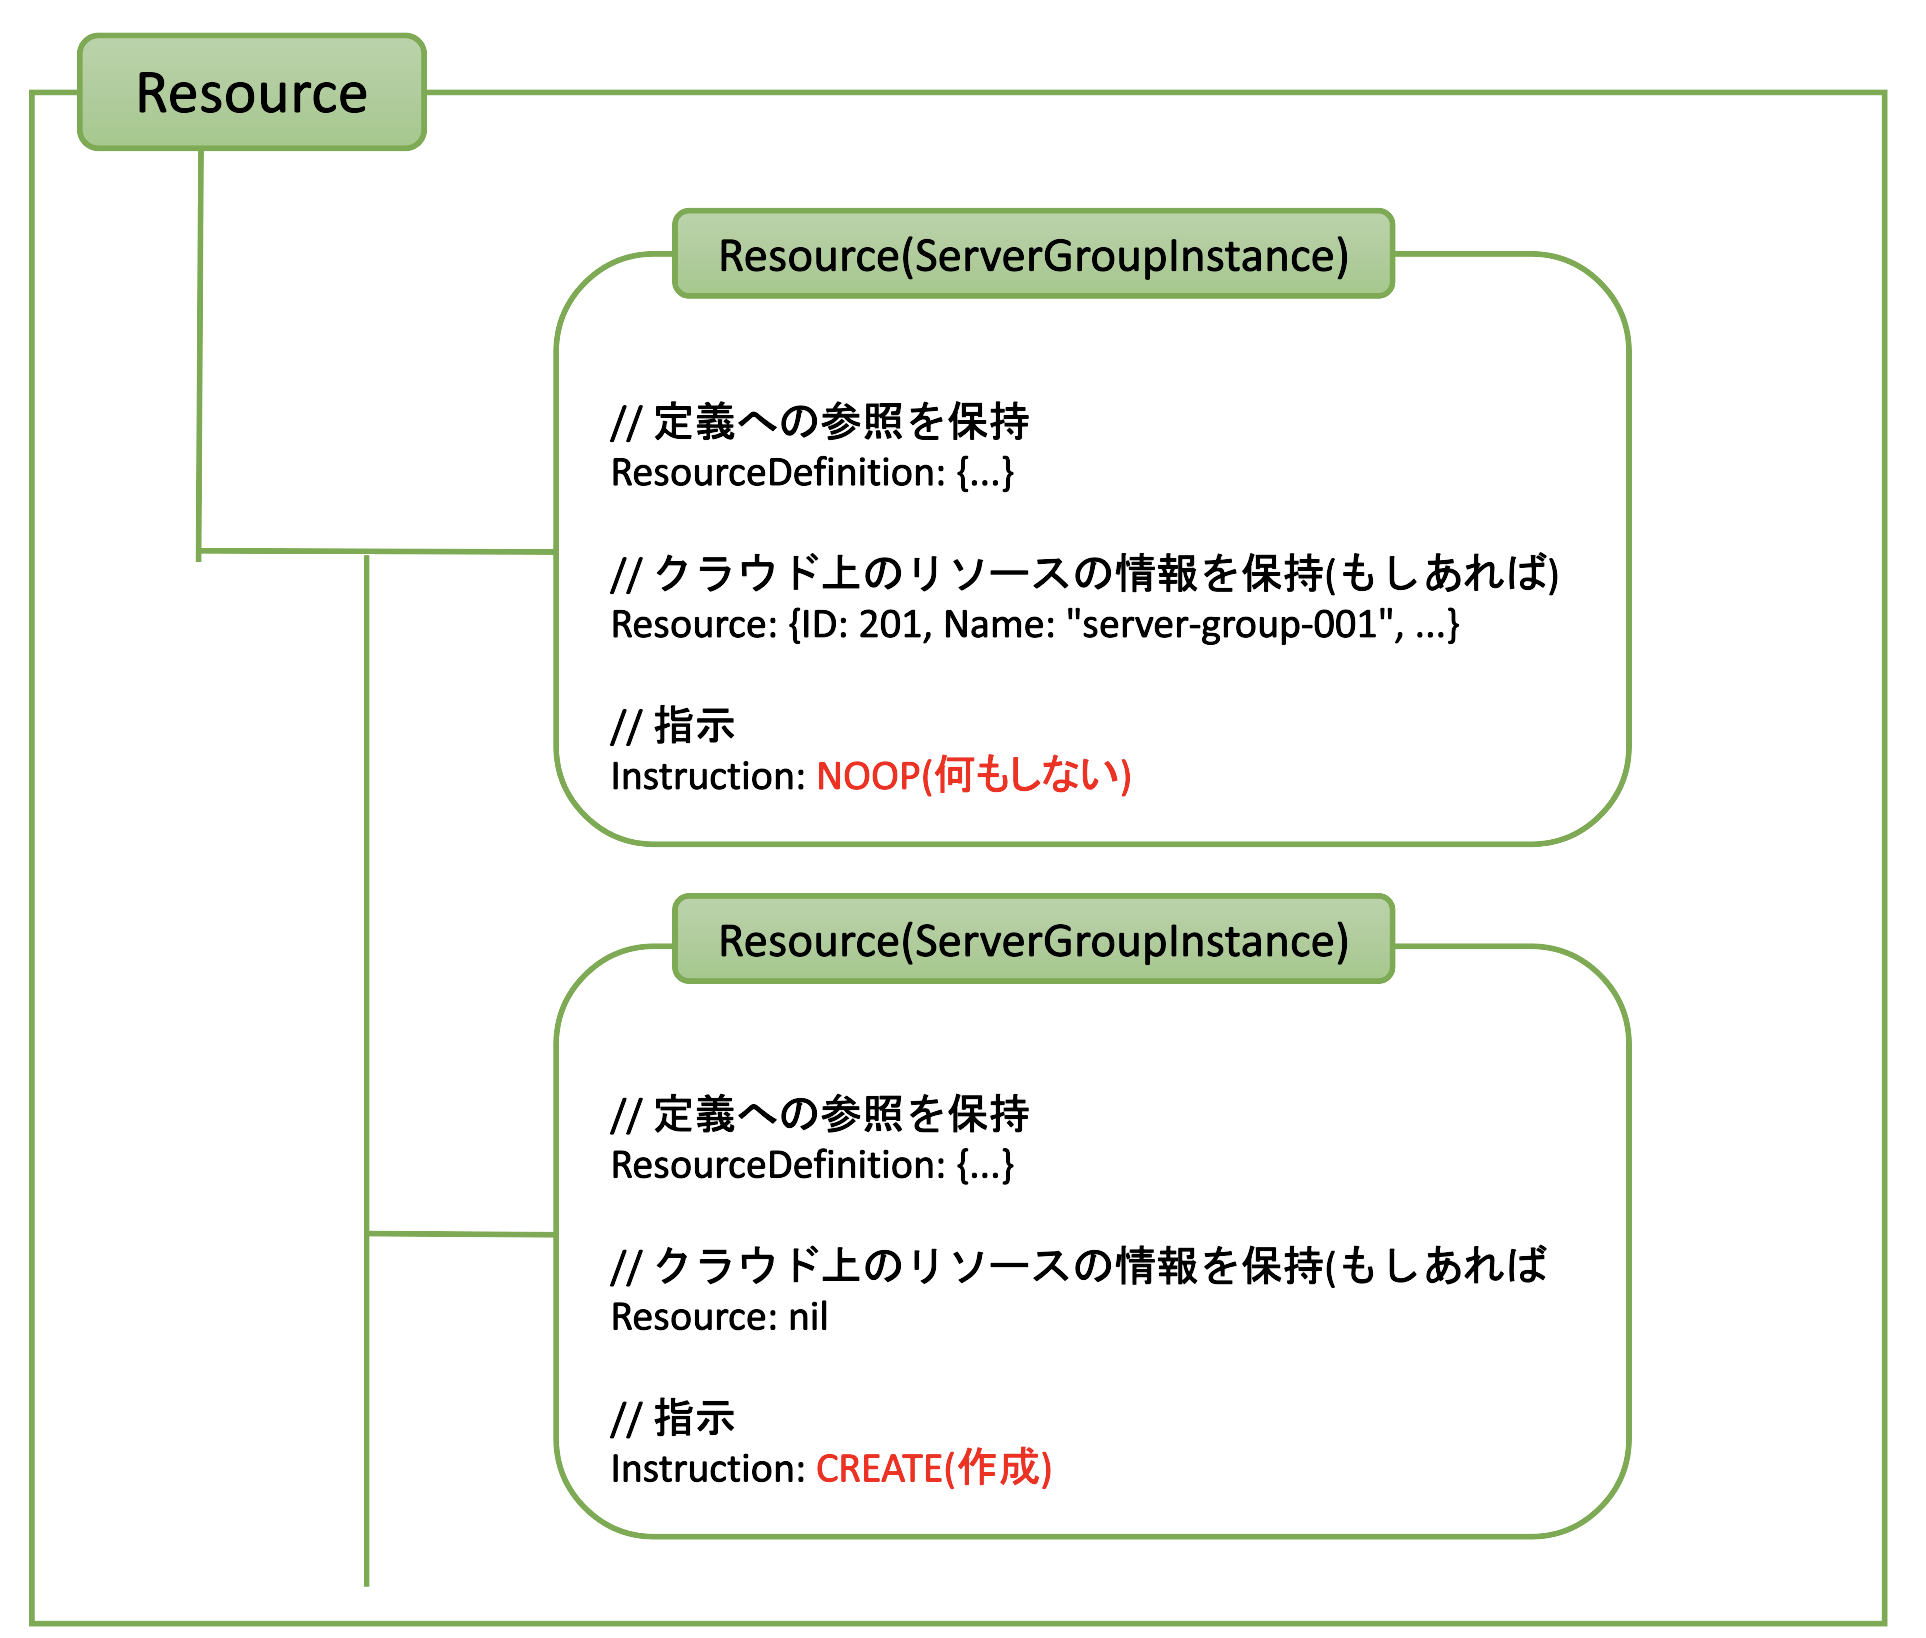 Resource
Resource(ServerGroupInstance)
// 定義への参照を保持
ResourceDefinition: {...}
// クラウド上のリソースの情報を保持(もしあれば)
Resource: {ID: 201, Name: "server-group-001", ...}
// 指示
Instruction: NOOP(何もしない)
Resource(ServerGroupInstance)
// 定義への参照を保持
ResourceDefinition: {...}
// クラウド上のリソースの情報を保持(もしあれば
Resource: nil
// 指示
Instruction: CREATE(作成)